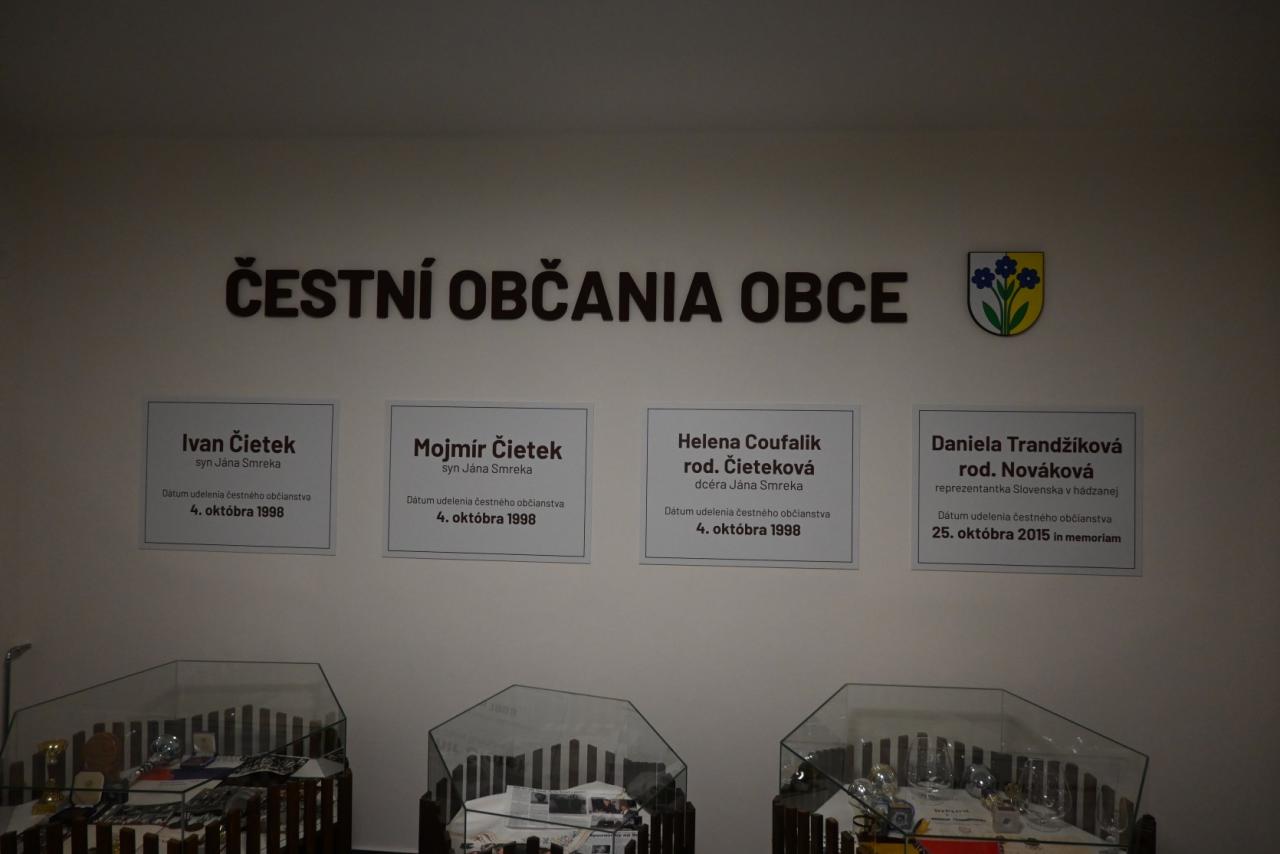 ČESTNÍ OBČANIA OBCE
Ivan Čietek
syn Jána Smreka
Dátum udelenia čestného občianstva
4. októbra 1998
Mojmír Čietek
syn Jána Smreka
Dátum udelenia čestného občianstva
4. októbra 1998
Helena Coufalik
rod. Čieteková
dcéra Jána Smreka
Dátum udelenia čestného občianstva
4. októbra 1998
Daniela Trandžíková
rod. Nováková
reprezentantka Slovenska v hádzanej
Dátum udelenia čestného občianstva
25. októbra 2015 in memoriam